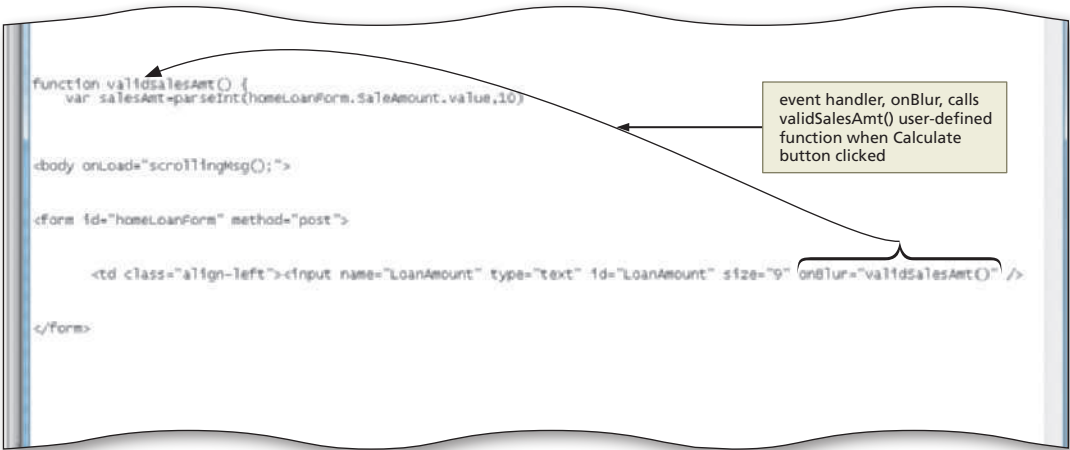 function validSalesAmt() {
var salesAmt=parseInt(homeLoanForm.SaleAmount.value,10)
event handler, onBlur, calls
validSalesAmt() user-defined
function when Calculate
button clicked
<body onLoad="scrollingMsg();">
<form id="homeLoanForm" method="post">
<td class="align-left"><input name="LoanAmount" type="text" id="LoanAmount" size="9" onBlur="validSalesAmt()" />
</form>